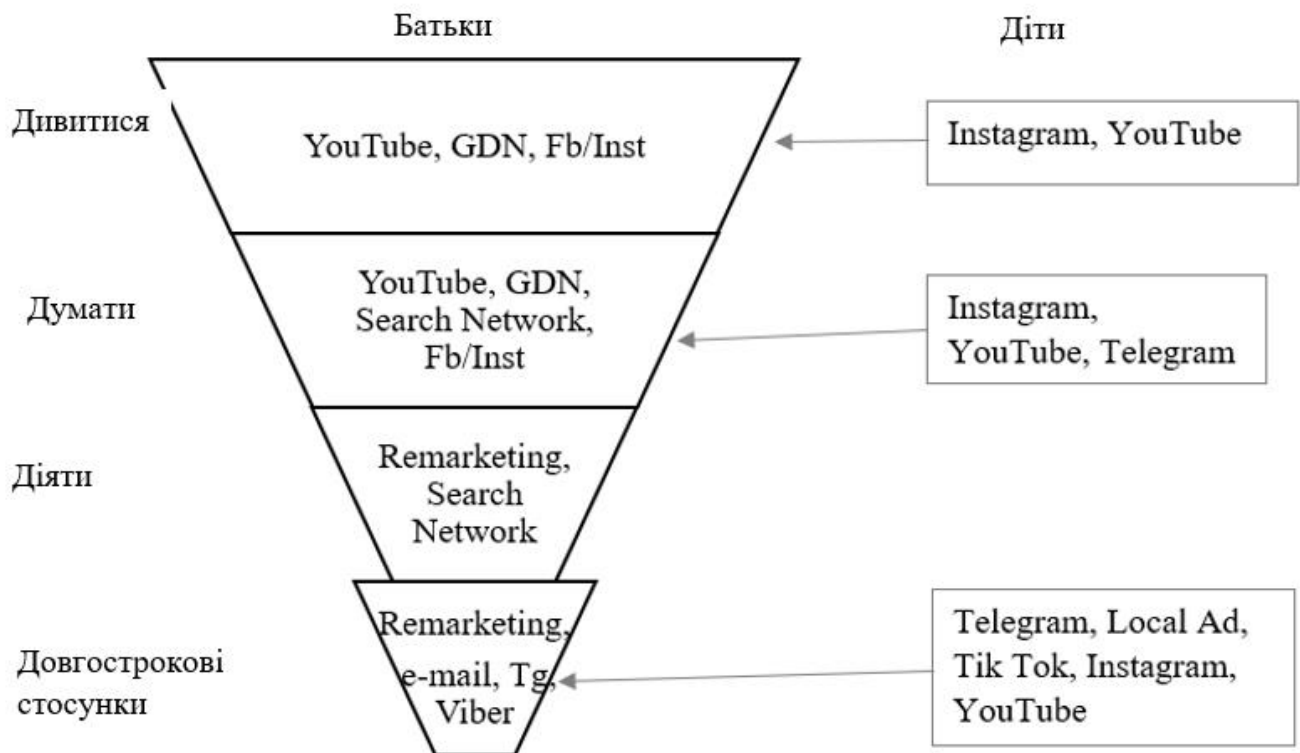 Батьки
Діти
Дивитися
YouTube, GDN, Fb/Inst
Instagram, YouTube
Думати
YouTube, GDN,
Search Network,
Fb/Inst
Instagram,
YouTube, Telegram
Діяти
Remarketing,
Search
Network
Довгострокові
стосунки
Remarketing,
e-mail, Tg,
Viber
Telegram, Local Ad,
Tik Tok, Instagram,
YouTube